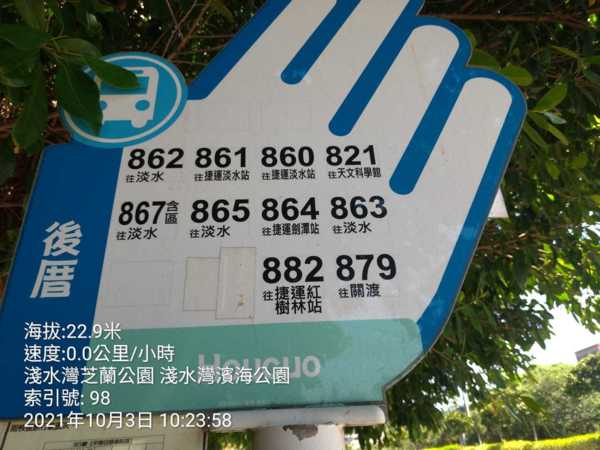 862 861 860 821
往淡水 往捷運淡水站 往捷運淡水站 往天文科學館
867含區 865 864 863
往淡水 往淡水 往捷運劍潭站 往淡水
882 879
往捷運紅樹林站 往關渡
後厝
Houcuo
海拔:22.9米
速度:0.0公里/小時
淺水灣芝蘭公園 淺水灣濱海公園
索引號: 98
2021年10月3日 10:23:58